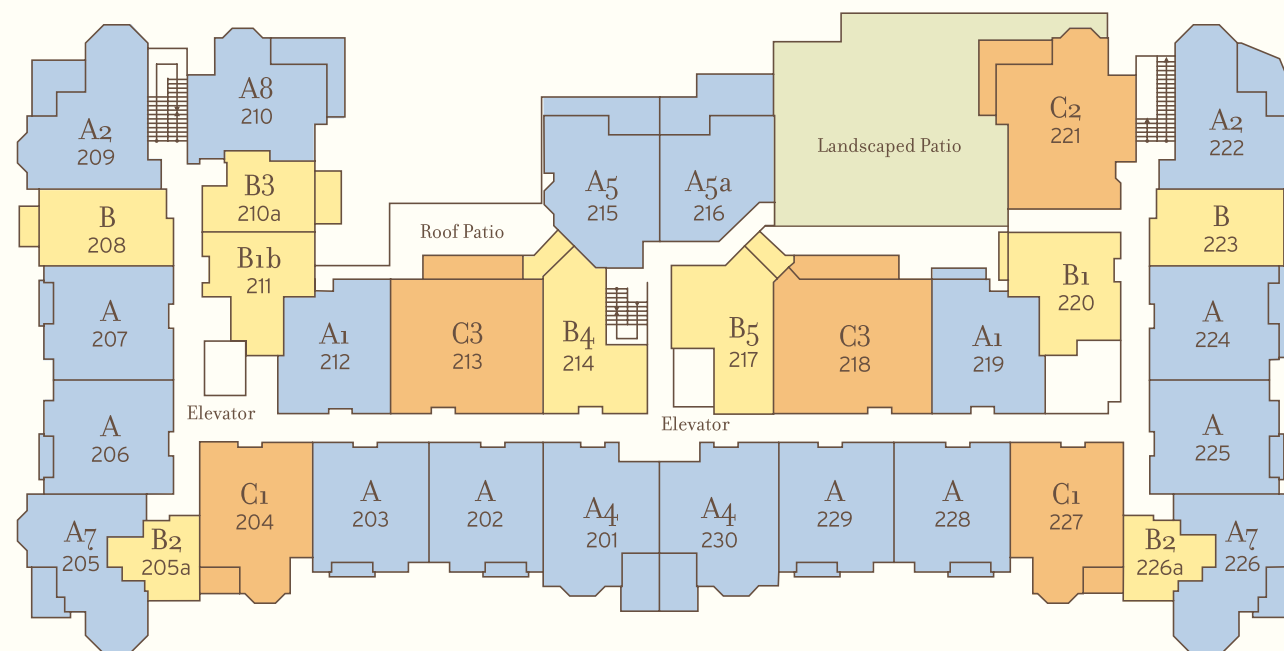 A2
209
A8
210
B3
210a
B
208
B1b
211
A
207
A
206
A7
205
B2
205a
Elevator
Roof Patio
A1
212
C3
213
B4
214
A5
215
A5a
216
Landscaped Patio
C2
221
A2
222
B
223
B1
220
A
224
A
225
A7
226
B2
226a
B5
217
C3
218
A1
219
Elevator
C1
204
A
203
A
202
A4
201
A4
230
A
229
A
228
C1
227